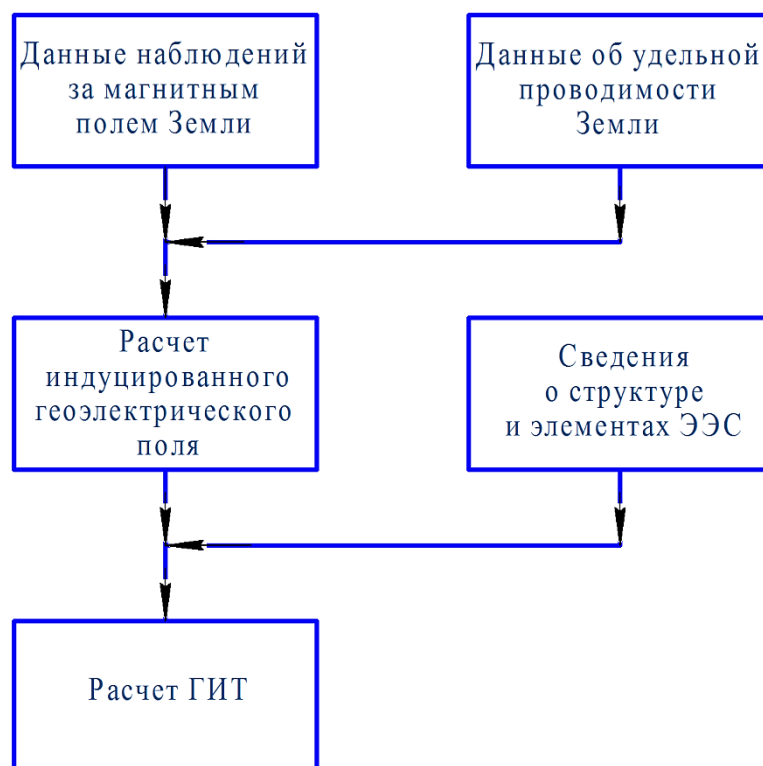 Данные наблюдений
за магнитным
полем Земли
Данные об удельной
проводимости
Земли
Расчет
индуцированного
геоэлектрического
поля
Сведения
о структуре
и элементах ЭЭС
Расчет ГИТ